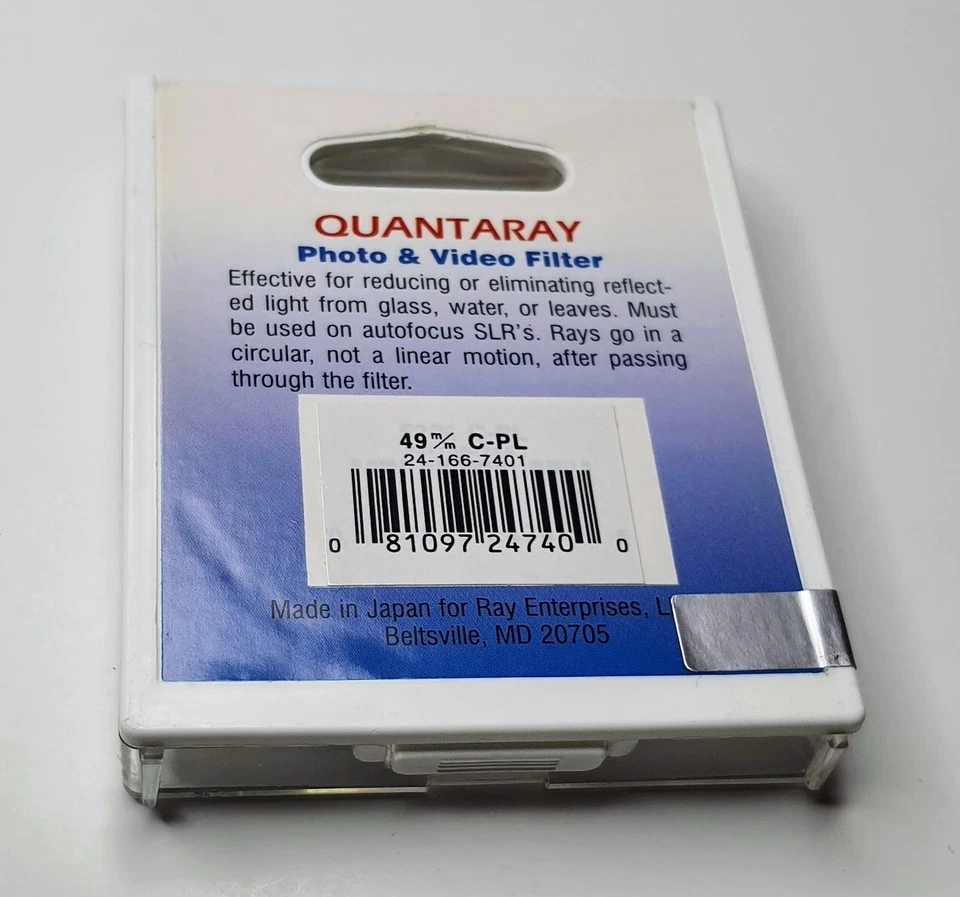 QUANTARAY
Photo & Video Filter
Effective for reducing or eliminating reflect-
ed light from glass, water, or leaves. Must
be used on autofocus SLR's. Rays go in a
circular, not a linear motion, after passing
through the filter.
49 m/m C-PL
24-166-7401
0 81097 24740 0
Made in Japan for Ray Enterprises, L
Beltsville, MD 20705